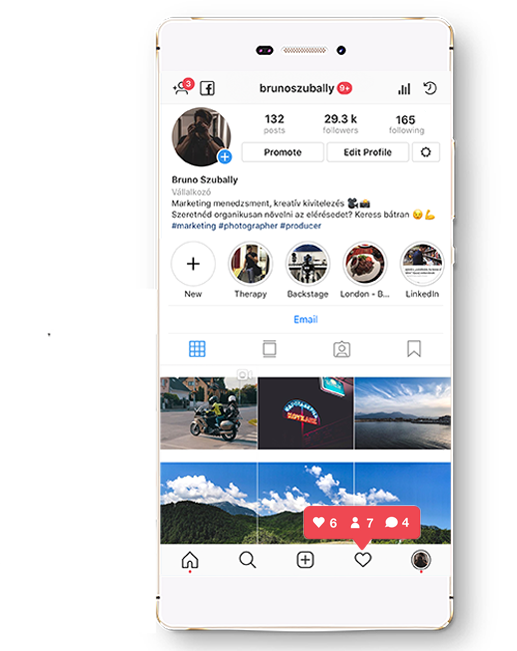 3
brunoszubally 9+
132 29.3 k 165
posts followers following
Promote Edit Profile
Bruno Szubally
Vállalkozó
Marketing menedzsment, kreatív kivitelezés
Szeretnéd organikusan növelni az elérésedet? Keress bátran
#marketing #photographer #producer
New Therapy Backstage London - B... LinkedIn
Email
6 7 4